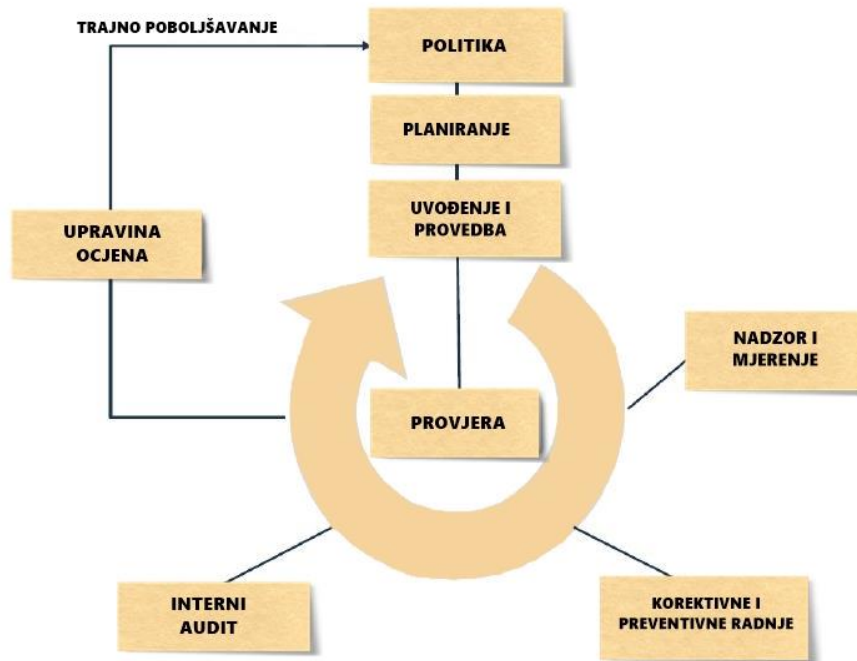 TRAJNO POBOLJŠAVANJE
POLITIKA
PLANIRANJE
UVOĐENJE I
PROVEDBA
UPRAVINA
OCJENA
NADZOR I
MJERENJE
PROVJERA
INTERNI
AUDIT
KOREKTIVNE I
PREVENTIVNE RADNJE